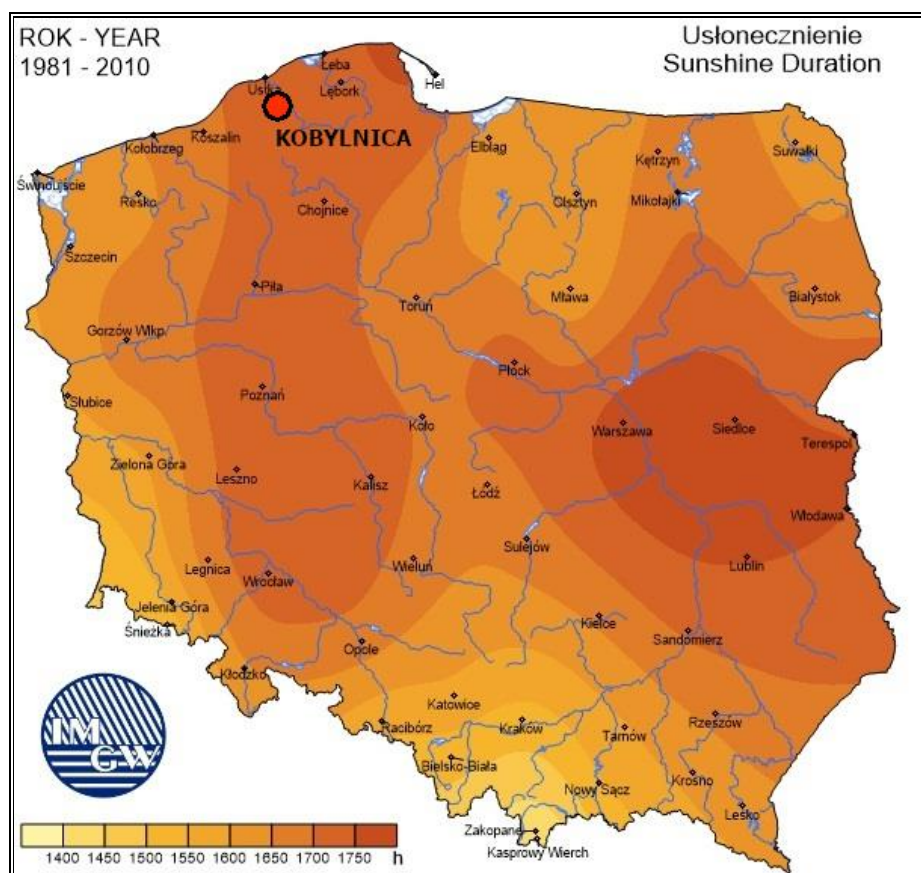 ROK - YEAR
1981 - 2010
Usłonecznienie
Sunshine Duration
Łeba
Hel
Ustka
Lębork
KOBYLNICA
Koszalin
Kołobrzeg
Elbląg
Suwałki
Kętrzyn
Świnoujście
Resko
Chojnice
Olsztyn
Mikołajki
Szczecin
Piła
Toruń
Mława
Białystok
Gorzów Wlkp.
Płock
Słubice
Poznań
Koło
Warszawa
Siedlce
Terespol
Zielona Góra
Leszno
Kalisz
Łódź
Włodawa
Sulejów
Legnica
Wrocław
Wieluń
Lublin
Jelenia Góra
Śnieżka
Kielce
Sandomierz
Opole
Kłodzko
Katowice
Racibórz
Kraków
Tarnów
Rzeszów
Bielsko-Biała
Nowy Sącz
Krosno
Lesko
Zakopane
Kasprowy Wierch
IM
GW
1400 1450 1500 1550 1600 1650 1700 1750 h